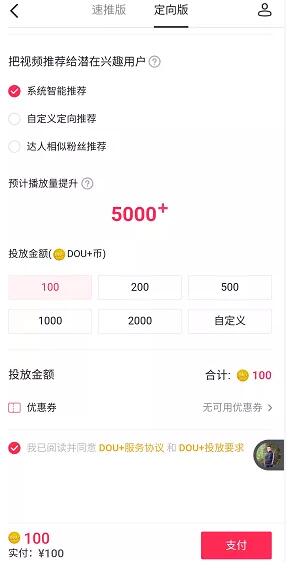 速推版 定向版
把视频推荐给潜在兴趣用户 ?
系统智能推荐
自定义定向推荐
达人相似粉丝推荐
预计播放量提升 ?
5000+
投放金额(DOU+币)
100 200 500
1000 2000 自定义
投放金额 合计: 100
优惠券 无可用优惠券 >
我已阅读并同意 DOU+服务协议 和 DOU+投放要求
100
实付: ¥100
支付